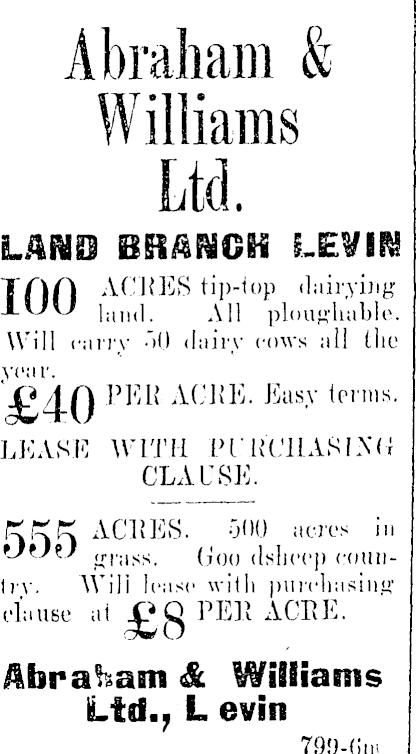 Abraham &
Williams
Ltd.
LAND BRANCH LEVIN
100 ACRES tip-top dairying
land. All ploughable.
Will carry 50 dairy cows all the
year.
£40 PER ACRE. Easy terms.
LEASE WITH PURCHASING
CLAUSE.
555 ACRES. 500 acres in
grass. Goo dsheep coun-
try. Will lease with purchasing
clause at £8 PER ACRE.
Abraham & Williams
Ltd., L evin
799-6m